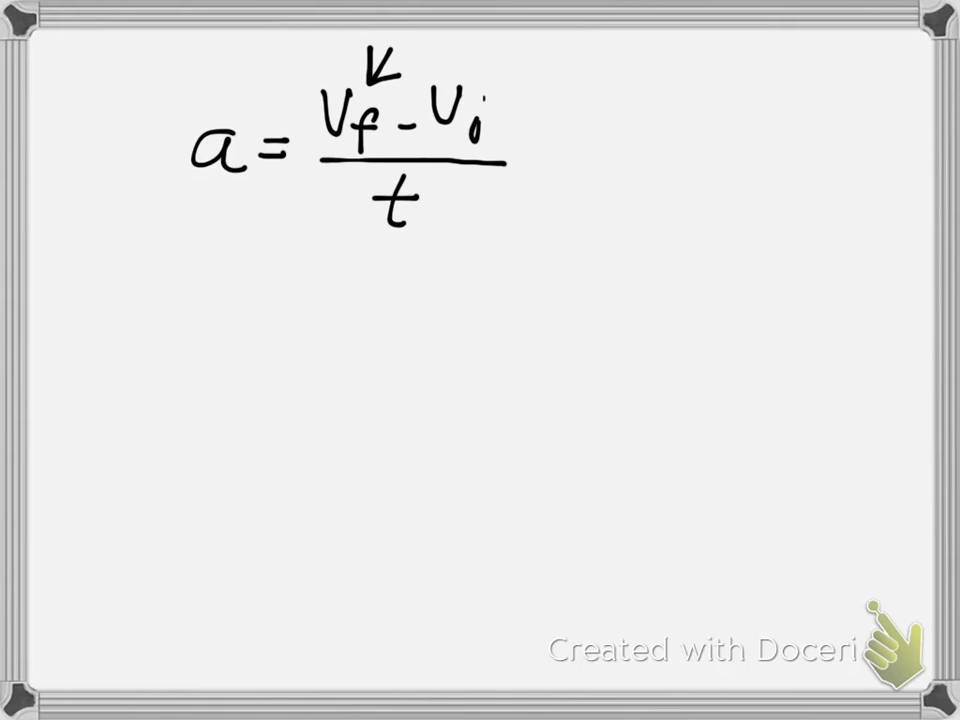 a = Vf - Vi
t
Created with Doceri